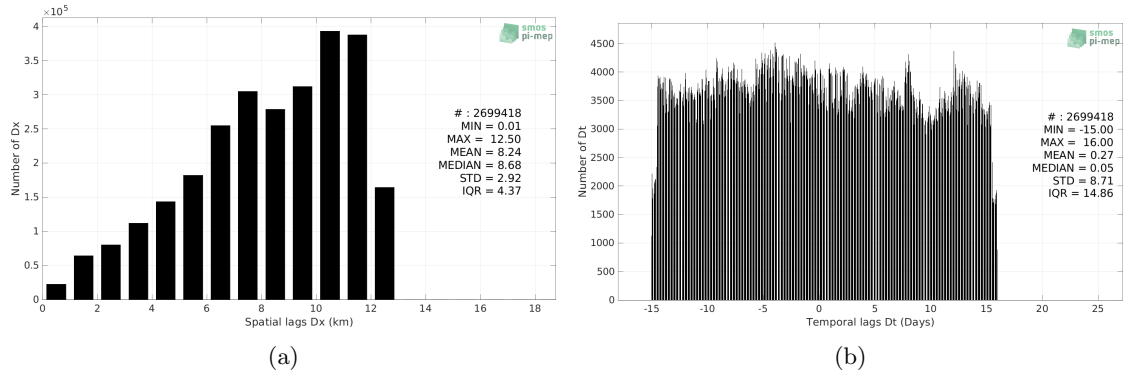 ×10⁵
4
3.5
3
2.5
2
1.5
1
0.5
0
Number of Dx
smos
pi-mep
# : 2699418
MIN = 0.01
MAX = 12.50
MEAN = 8.24
MEDIAN = 8.68
STD = 2.92
IQR = 4.37
0 2 4 6 8 10 12 14 16 18
Spatial lags Dx (km)
(a)
4500
4000
3500
3000
2500
2000
1500
1000
500
0
Number of Dt
smos
pi-mep
# : 2699418
MIN = -15.00
MAX = 16.00
MEAN = 0.27
MEDIAN = 0.05
STD = 8.71
IQR = 14.86
-15 -10 -5 0 5 10 15 20 25
Temporal lags Dt (Days)
(b)